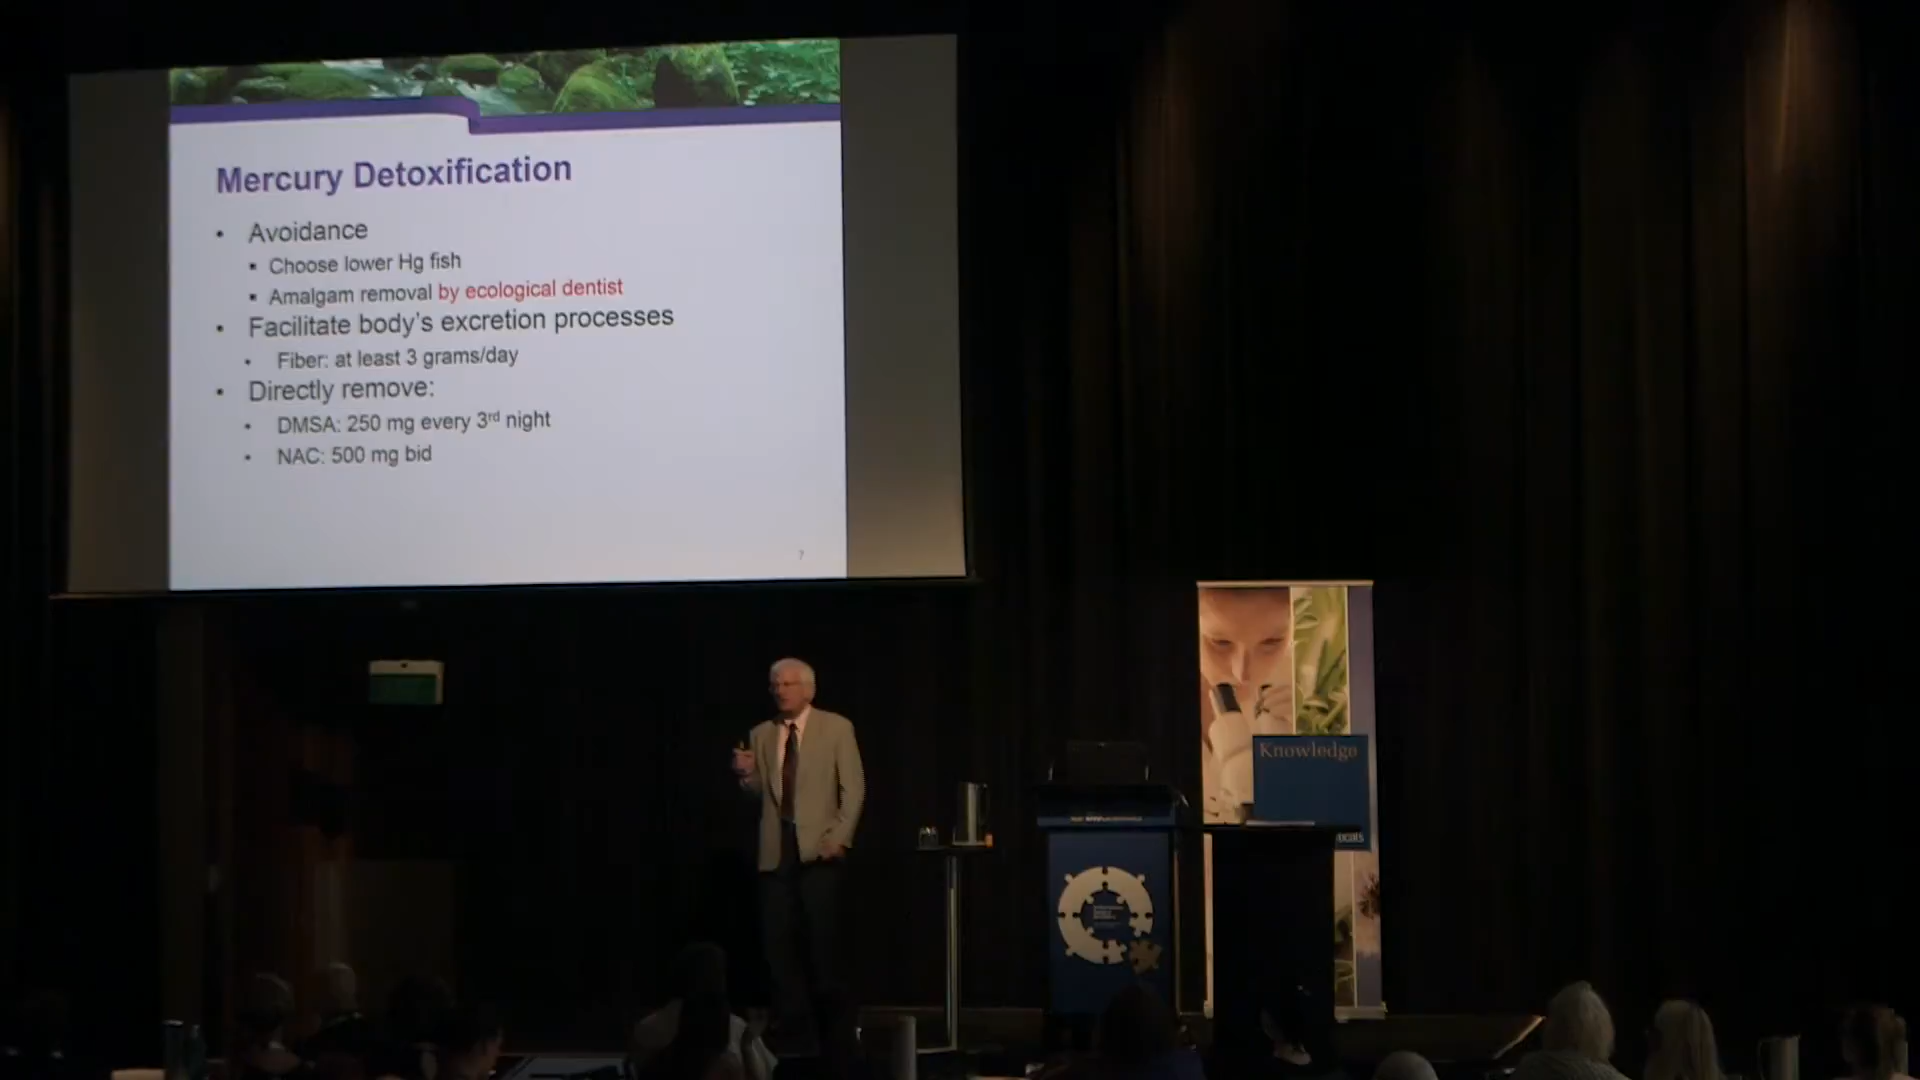 Mercury Detoxification
• Avoidance
▪ Choose lower Hg fish
▪ Amalgam removal by ecological dentist
• Facilitate body's excretion processes
• Fiber: at least 3 grams/day
• Directly remove:
• DMSA: 250 mg every 3rd night
• NAC: 500 mg bid
7
Knowledge